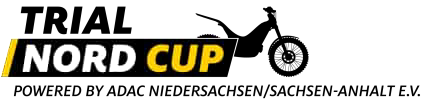 TRIAL
NORD CUP
POWERED BY ADAC NIEDERSACHSEN/SACHSEN-ANHALT E.V.